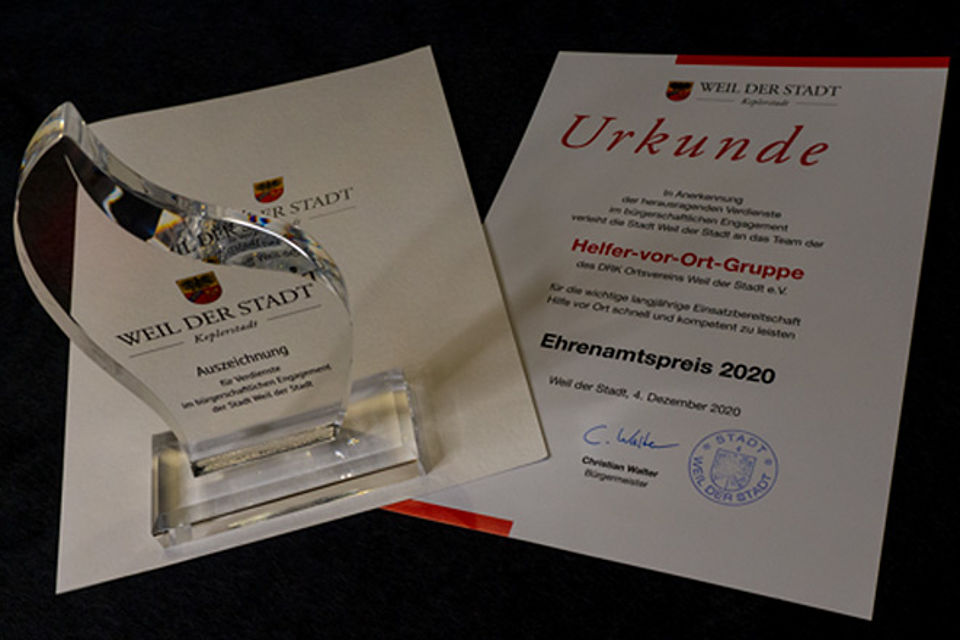 WEIL DER STADT
Keplerstadt
Auszeichnung
für Verdienste
im bürgerschaftlichen Engagement
der Stadt Weil der Stadt
STADT
WEIL DER STADT
Keplerstadt
Urkunde
In Anerkennung
der herausragenden Verdienste
im bürgerschaftlichen Engagement
verleiht die Stadt Weil der Stadt an das Team der
Helfer-vor-Ort-Gruppe
des DRK Ortsvereins Weil der Stadt e.V.
für die wichtige langjährige Einsatzbereitschaft
Hilfe vor Ort schnell und kompetent zu leisten
Ehrenamtspreis 2020
Weil der Stadt, 4. Dezember 2020
C. Walter
Christian Walter
Bürgermeister
STADT
WEIL DER STADT